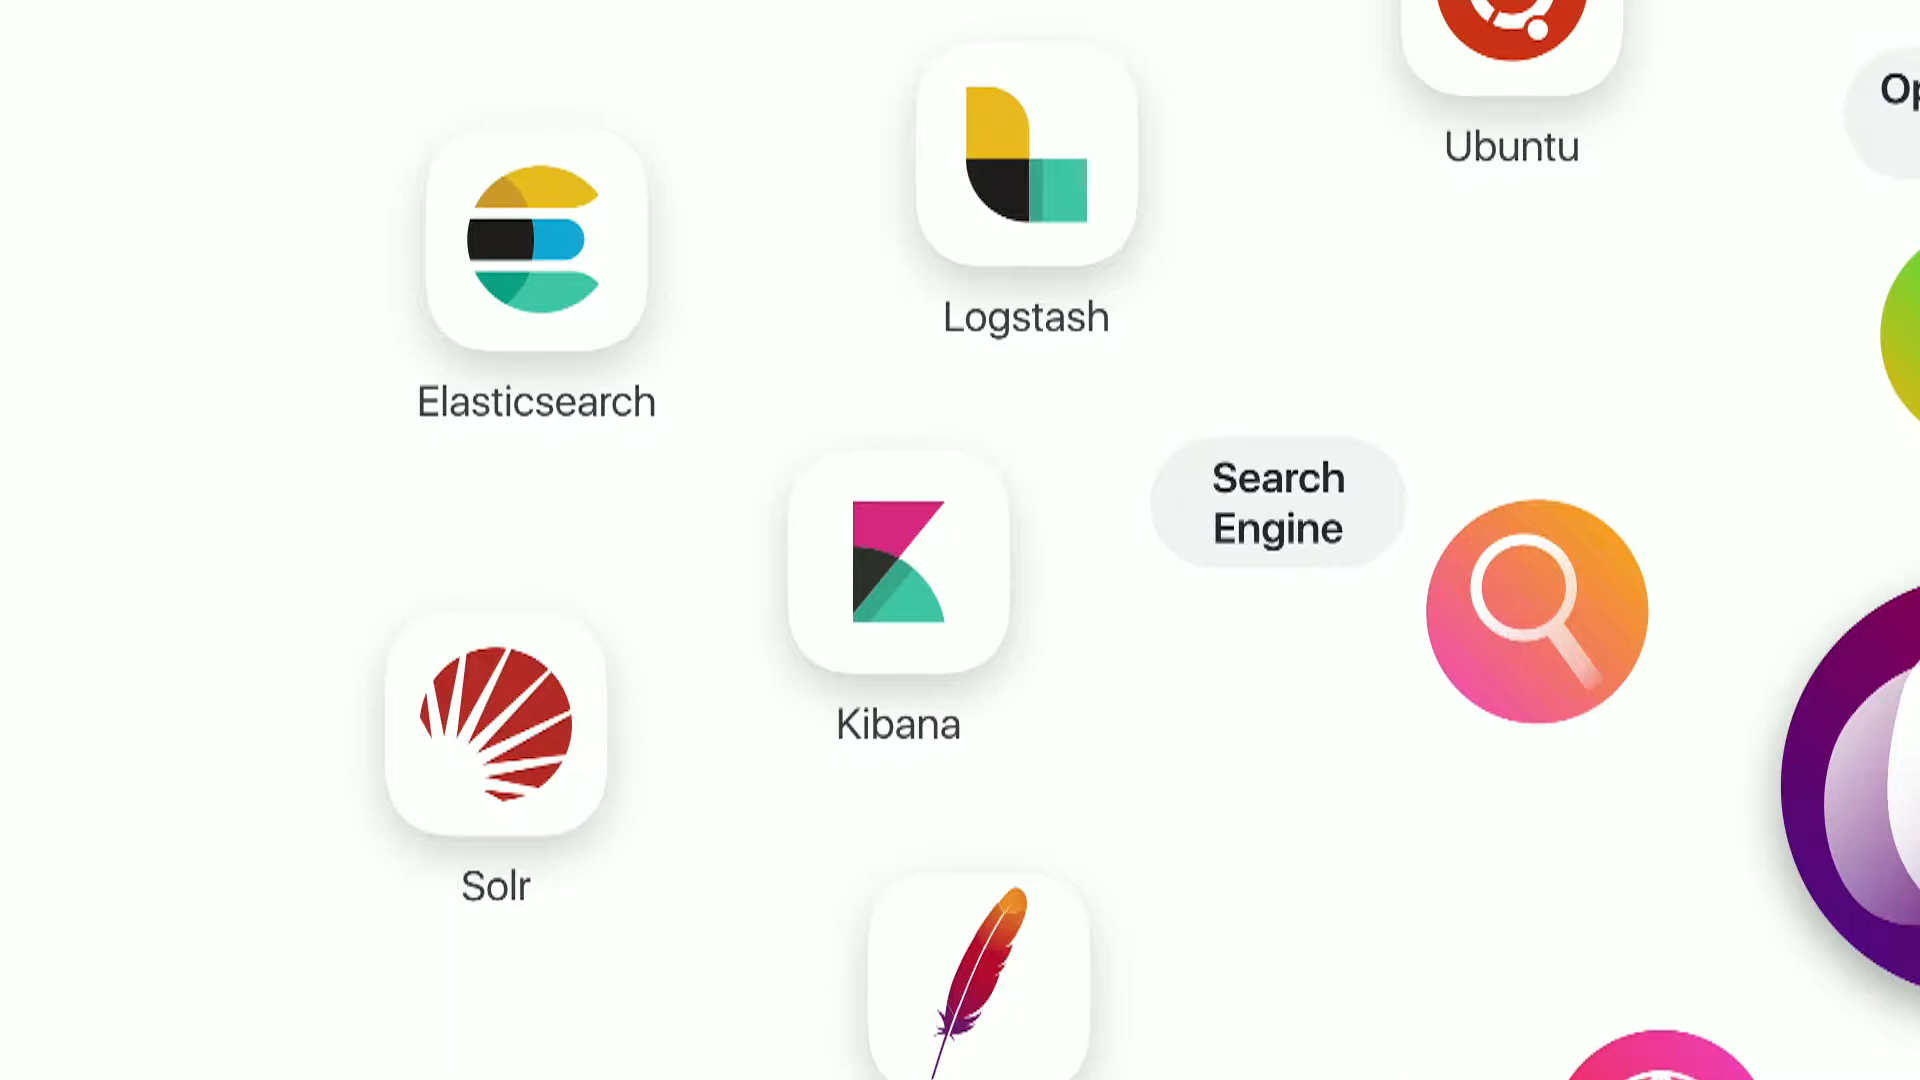 Ubuntu
Logstash
Elasticsearch
Search
Engine
Kibana
Solr